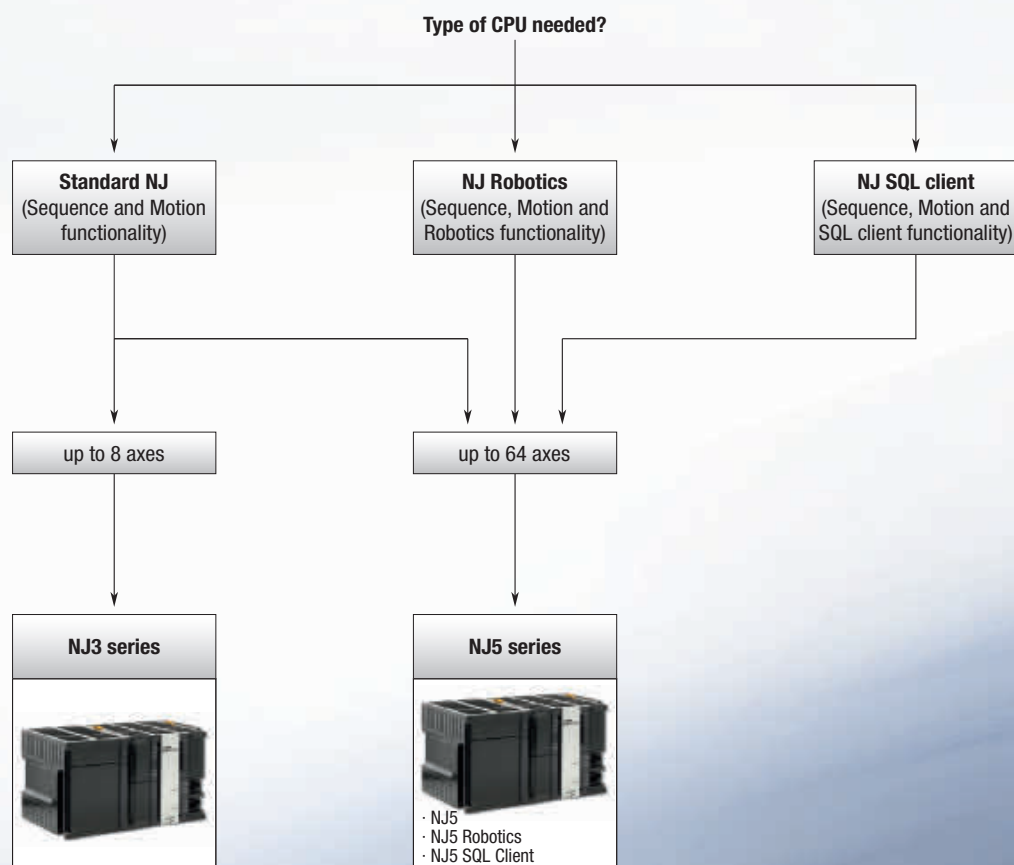 Type of CPU needed?
Standard NJ
(Sequence and Motion
functionality)
NJ Robotics
(Sequence, Motion and
Robotics functionality)
NJ SQL client
(Sequence, Motion and
SQL client functionality)
up to 8 axes
up to 64 axes
NJ3 series
NJ5 series
· NJ5
· NJ5 Robotics
· NJ5 SQL Client